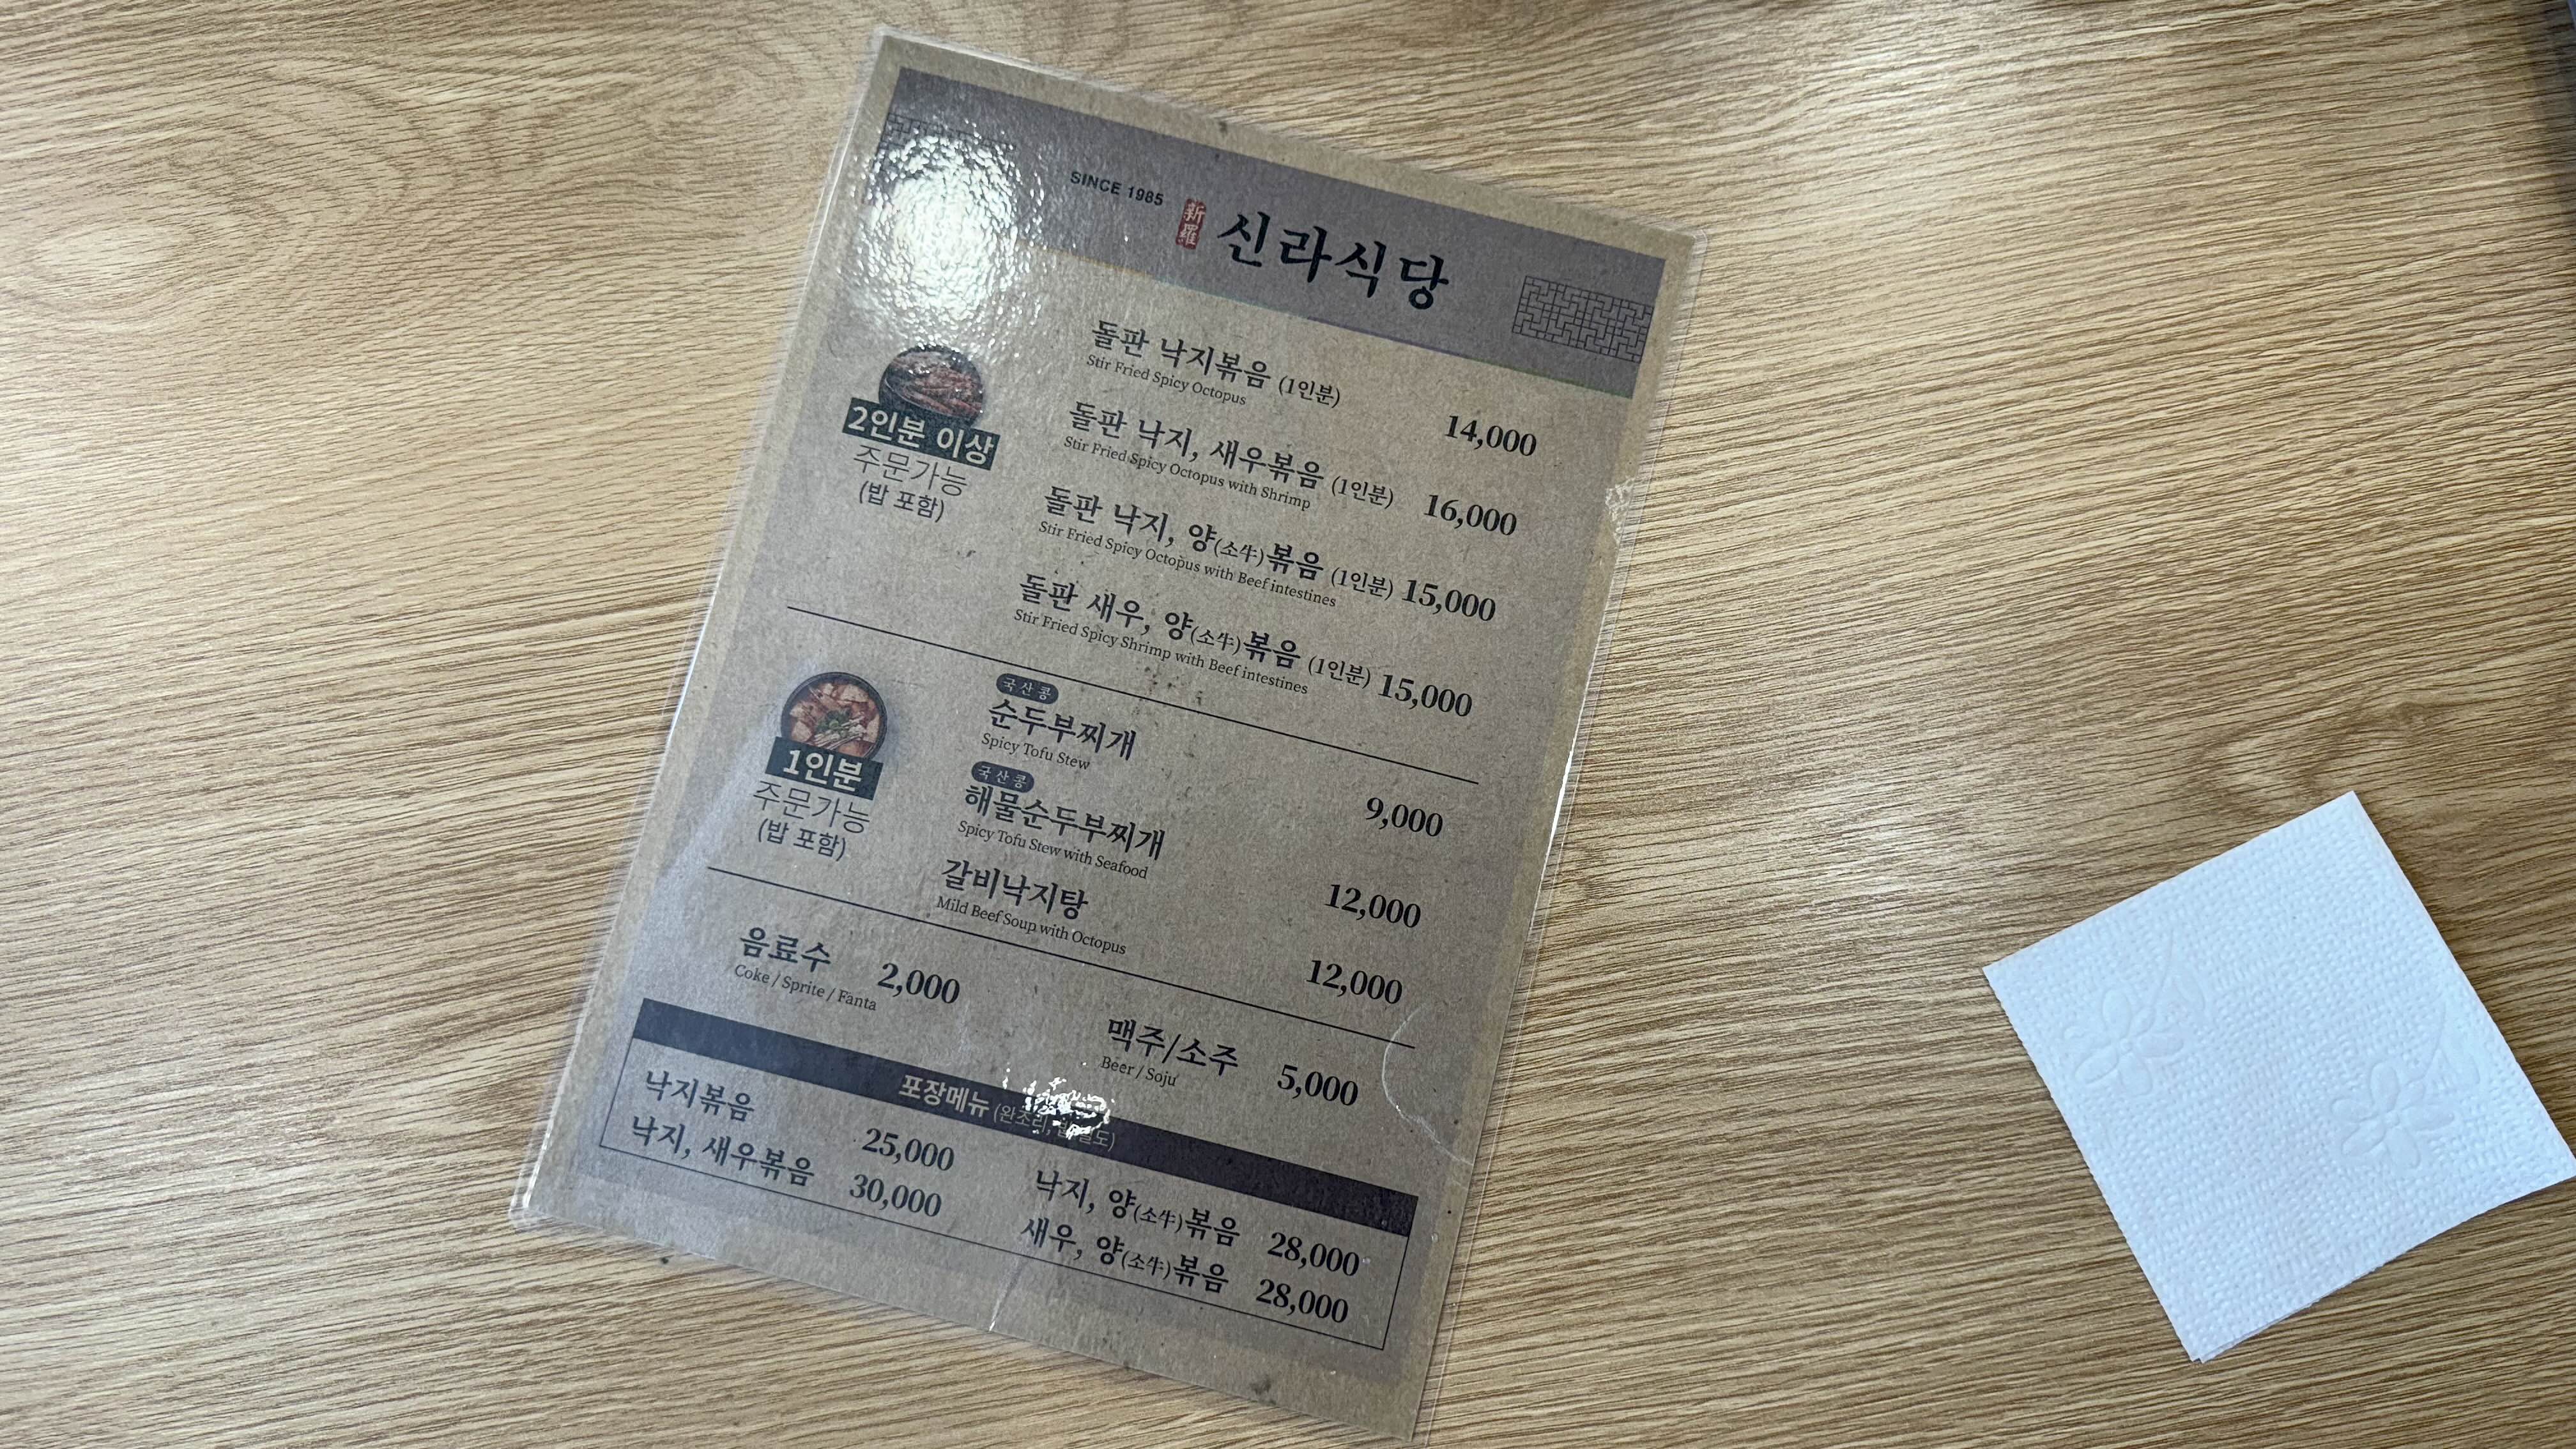 SINCE 1985
新羅 신라식당
돌판 낙지볶음 (1인분) 14,000
Stir Fried Spicy Octopus
돌판 낙지, 새우볶음 (1인분) 16,000
Stir Fried Spicy Octopus with Shrimp
돌판 낙지, 양(소牛)볶음 (1인분) 15,000
Stir Fried Spicy Octopus with Beef intestines
돌판 새우, 양(소牛)볶음 (1인분) 15,000
Stir Fried Spicy Shrimp with Beef intestines
2인분 이상
주문가능
(밥 포함)
국산콩
순두부찌개 9,000
Spicy Tofu Stew
국산콩
해물순두부찌개 12,000
Spicy Tofu Stew with Seafood
갈비낙지탕 12,000
Mild Beef Soup with Octopus
1인분
주문가능
(밥 포함)
음료수 2,000
Coke / Sprite / Fanta
맥주/소주 5,000
Beer / Soju
포장메뉴 (완조리,
낙지볶음 25,000
낙지, 새우볶음 30,000
낙지, 양(소牛)볶음 28,000
새우, 양(소牛)볶음 28,000